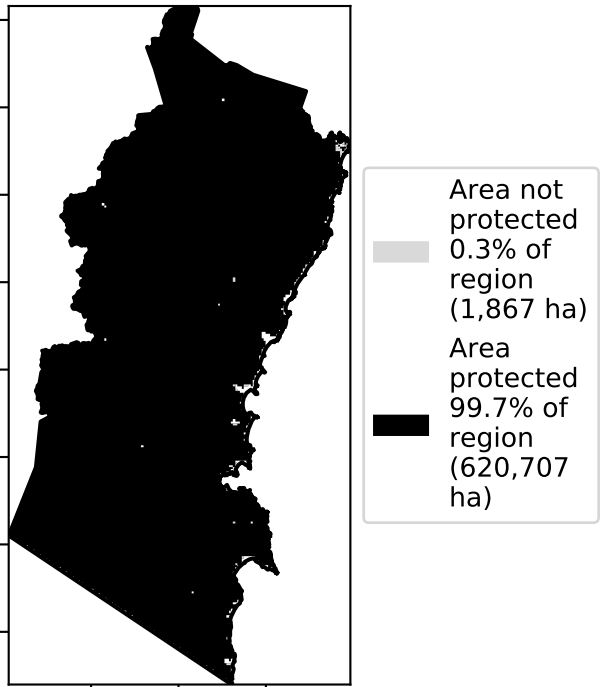 Area not
protected
0.3% of
region
(1,867 ha)
Area
protected
99.7% of
region
(620,707
ha)